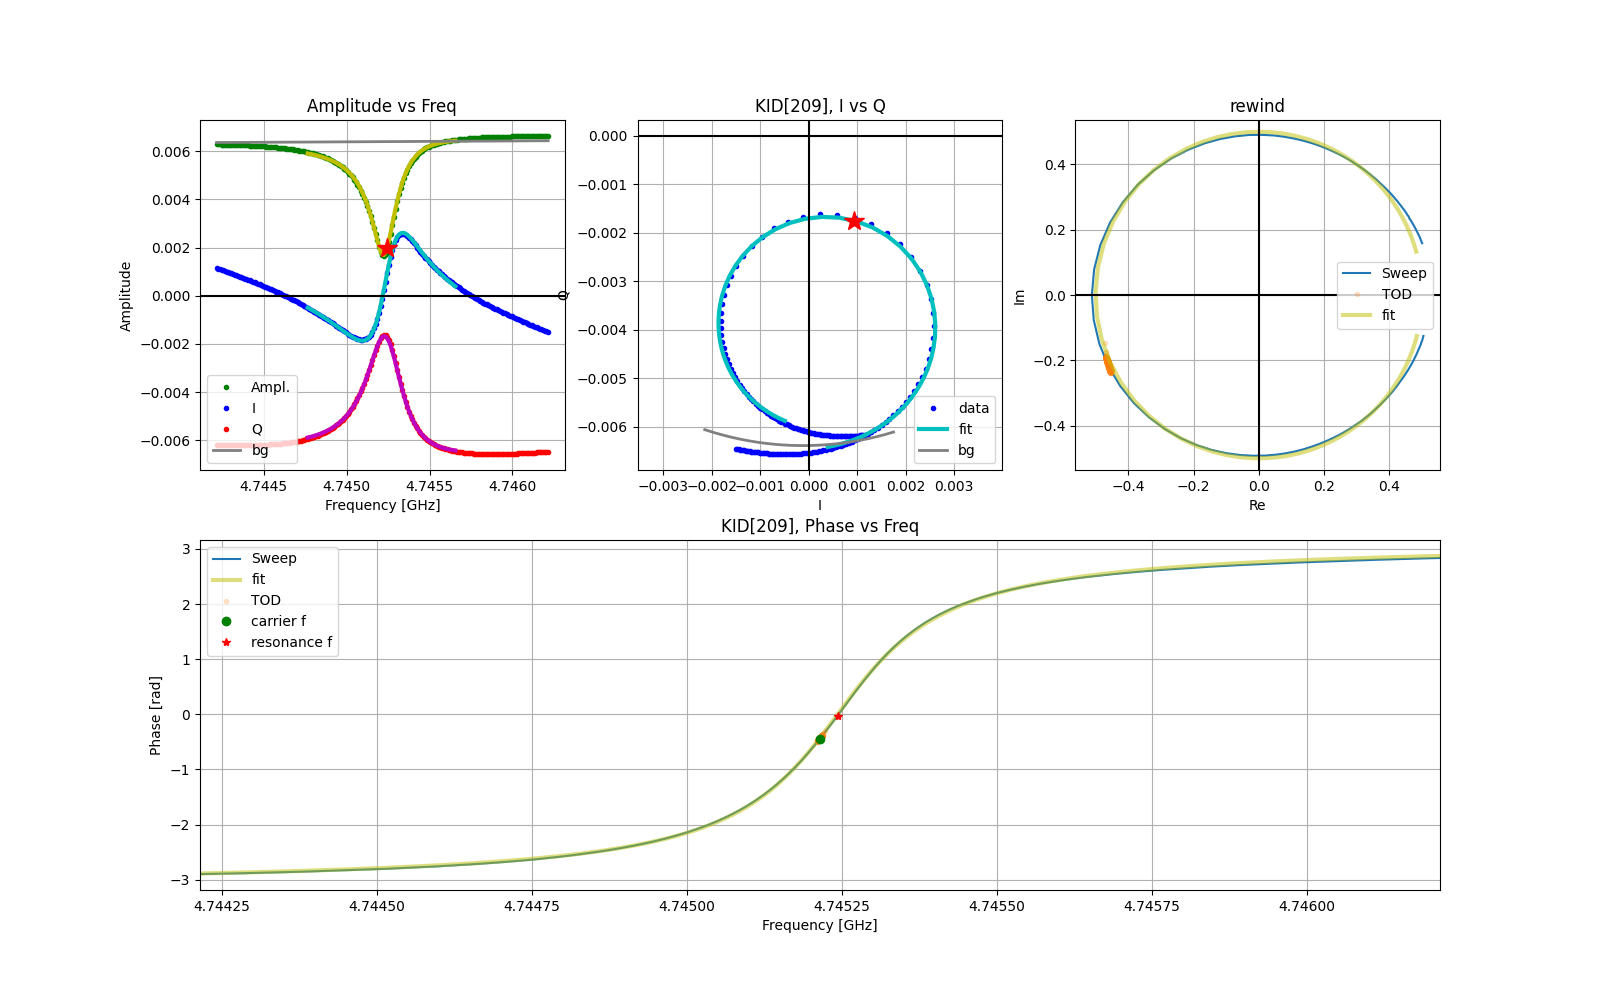 Amplitude vs Freq
Amplitude
0.006
0.004
0.002
0.000
−0.002
−0.004
−0.006
Ampl.
I
Q
bg
4.7445 4.7450 4.7455 4.7460
Frequency [GHz]
KID[209], I vs Q
Q
0.000
−0.001
−0.002
−0.003
−0.004
−0.005
−0.006
data
fit
bg
−0.003 −0.002 −0.001 0.000 0.001 0.002 0.003
I
rewind
Im
0.4
0.2
0.0
−0.2
−0.4
Sweep
TOD
fit
−0.4 −0.2 0.0 0.2 0.4
Re
KID[209], Phase vs Freq
Phase [rad]
3
2
1
0
−1
−2
−3
Sweep
fit
TOD
carrier f
resonance f
4.74425 4.74450 4.74475 4.74500 4.74525 4.74550 4.74575 4.74600
Frequency [GHz]